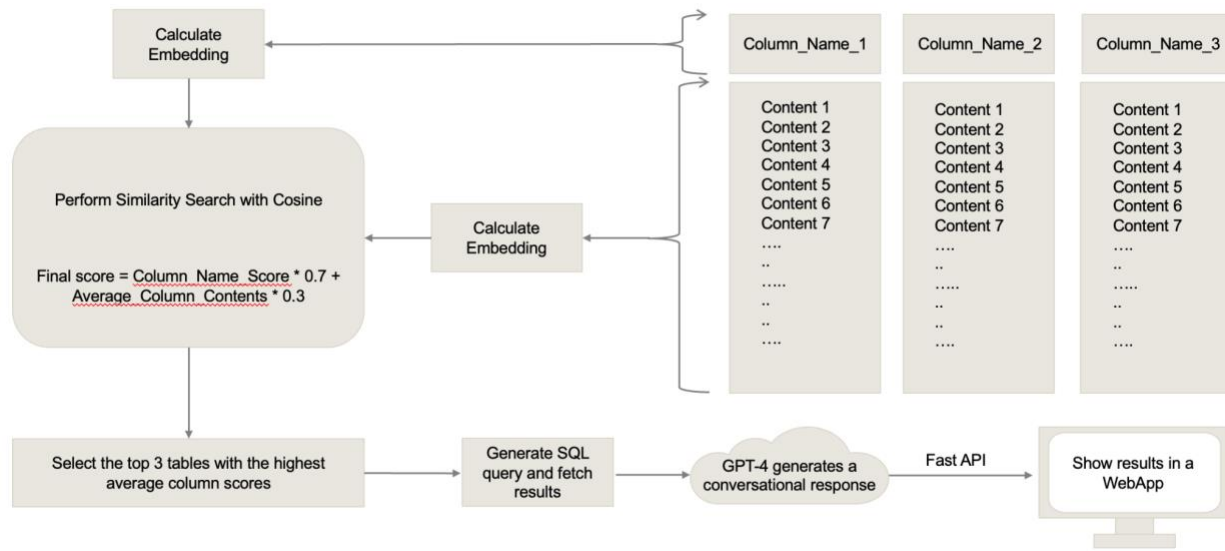 Calculate
Embedding
Column_Name_1
Column_Name_2
Column_Name_3
Perform Similarity Search with Cosine
Final score = Column_Name_Score * 0.7 +
Average_Column_Contents * 0.3
Calculate
Embedding
Content 1
Content 2
Content 3
Content 4
Content 5
Content 6
Content 7
....
..
.....
..
..
....
Content 1
Content 2
Content 3
Content 4
Content 5
Content 6
Content 7
....
..
.....
..
..
....
Content 1
Content 2
Content 3
Content 4
Content 5
Content 6
Content 7
....
..
.....
..
..
....
Select the top 3 tables with the highest
average column scores
Generate SQL
query and fetch
results
GPT-4 generates a
conversational response
Fast API
Show results in a
WebApp